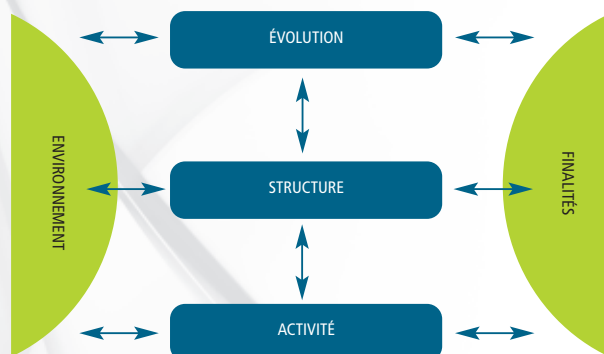 ÉVOLUTION
ENVIRONNEMENT
STRUCTURE
FINALITÉS
ACTIVITÉ